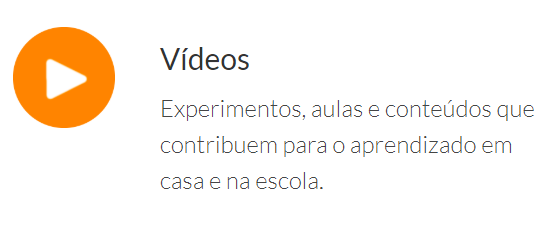 Vídeos
Experimentos, aulas e conteúdos que
contribuem para o aprendizado em
casa e na escola.